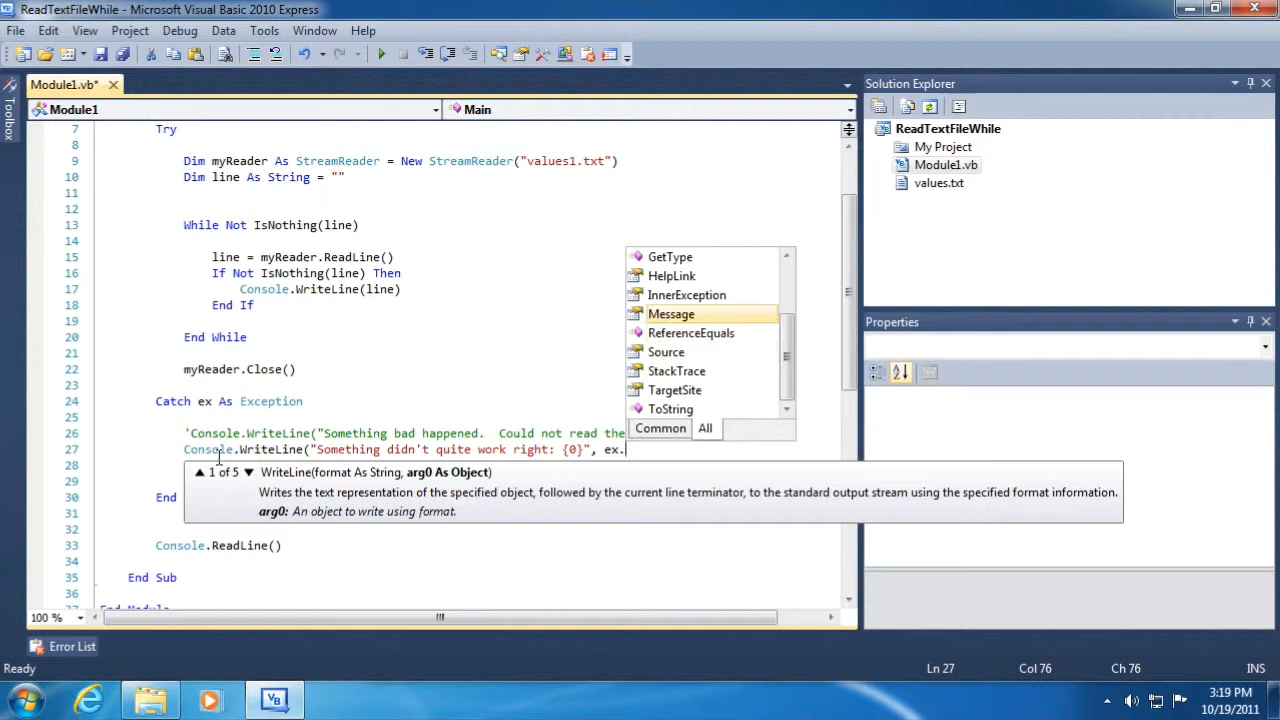 ReadTextFileWhile - Microsoft Visual Basic 2010 Express
File Edit View Project Debug Data Tools Window Help
Module1.vb*
Solution Explorer
Toolbox
Module1
Main
ReadTextFileWhile
My Project
Module1.vb
values.txt
7 Try
8
9 Dim myReader As StreamReader = New StreamReader("values1.txt")
10 Dim line As String = ""
11
12
13 While Not IsNothing(line)
14
15 line = myReader.ReadLine()
16 If Not IsNothing(line) Then
17 Console.WriteLine(line)
18 End If
19
20 End While
21
22 myReader.Close()
23
24 Catch ex As Exception
25
26 'Console.WriteLine("Something bad happened.  Could not read the
27 Console.WriteLine("Something didn't quite work right: {0}", ex.
28
29
30 End
31
32
33 Console.ReadLine()
34
35 End Sub
36
37 End Module
GetType
HelpLink
InnerException
Message
ReferenceEquals
Source
StackTrace
TargetSite
ToString
Common All
1 of 5 WriteLine(format As String, arg0 As Object)
Writes the text representation of the specified object, followed by the current line terminator, to the standard output stream using the specified format information.
arg0: An object to write using format.
Properties
100 %
Error List
Ready
Ln 27 Col 76 Ch 76 INS
3:19 PM
10/19/2011